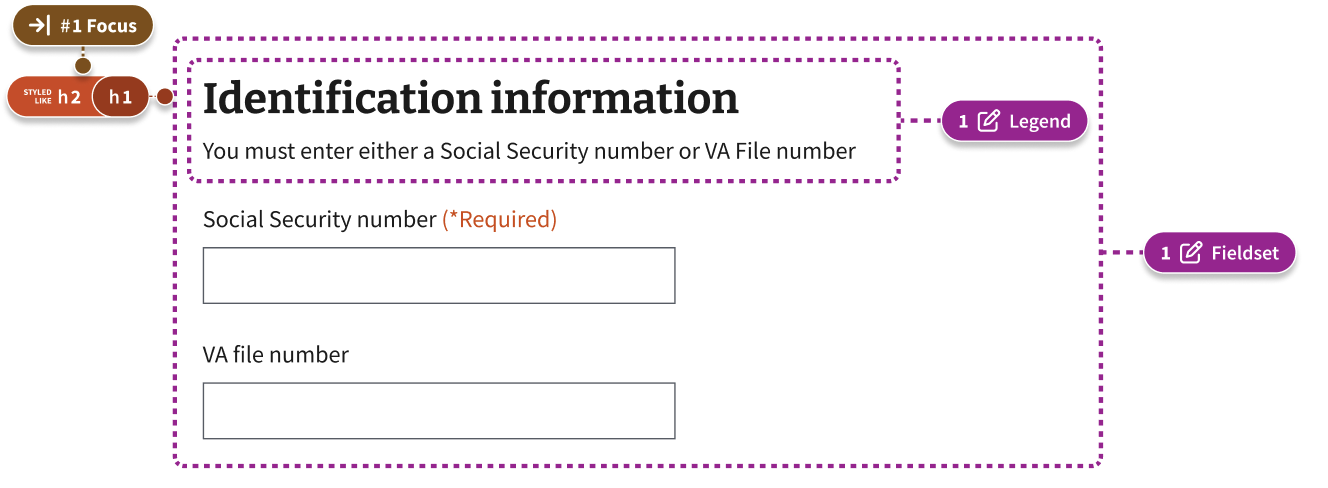 #1 Focus
STYLED LIKE h2 h1
Identification information
You must enter either a Social Security number or VA File number
1 Legend
Social Security number (*Required)
1 Fieldset
VA file number